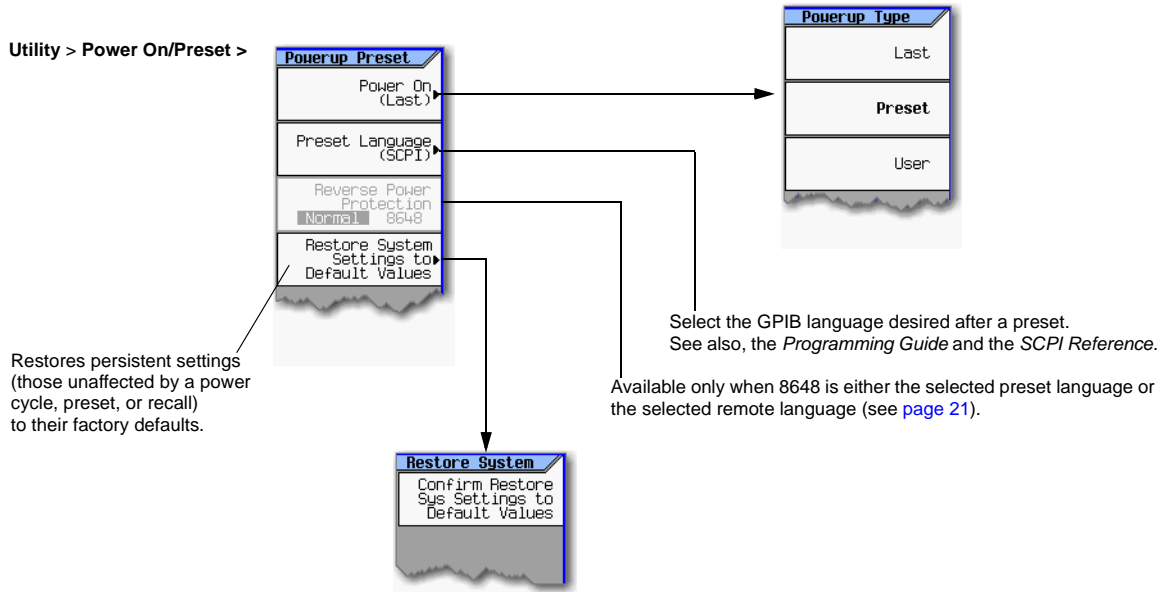 Utility > Power On/Preset >
Powerup Preset
Power On
(Last)
Preset Language
(SCPI)
Reverse Power
Protection
Normal 8648
Restore System
Settings to
Default Values
Powerup Type
Last
Preset
User
Select the GPIB language desired after a preset.
See also, the Programming Guide and the SCPI Reference.
Available only when 8648 is either the selected preset language or
the selected remote language (see page 21).
Restores persistent settings
(those unaffected by a power
cycle, preset, or recall)
to their factory defaults.
Restore System
Confirm Restore
Sys Settings to
Default Values